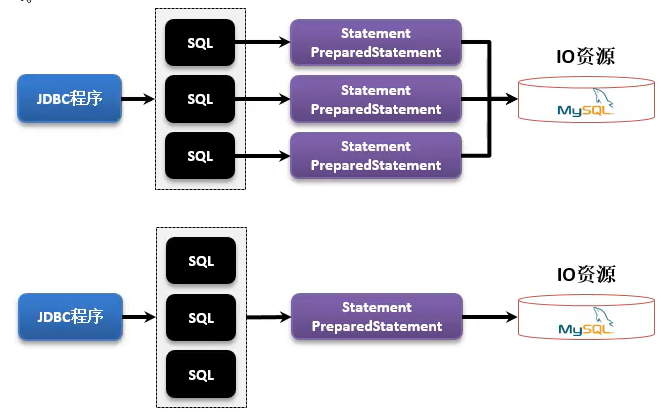 SQL
Statement
PreparedStatement
IO资源
JDBC程序
SQL
Statement
PreparedStatement
MySQL
SQL
Statement
PreparedStatement
SQL
IO资源
JDBC程序
SQL
Statement
PreparedStatement
MySQL
SQL